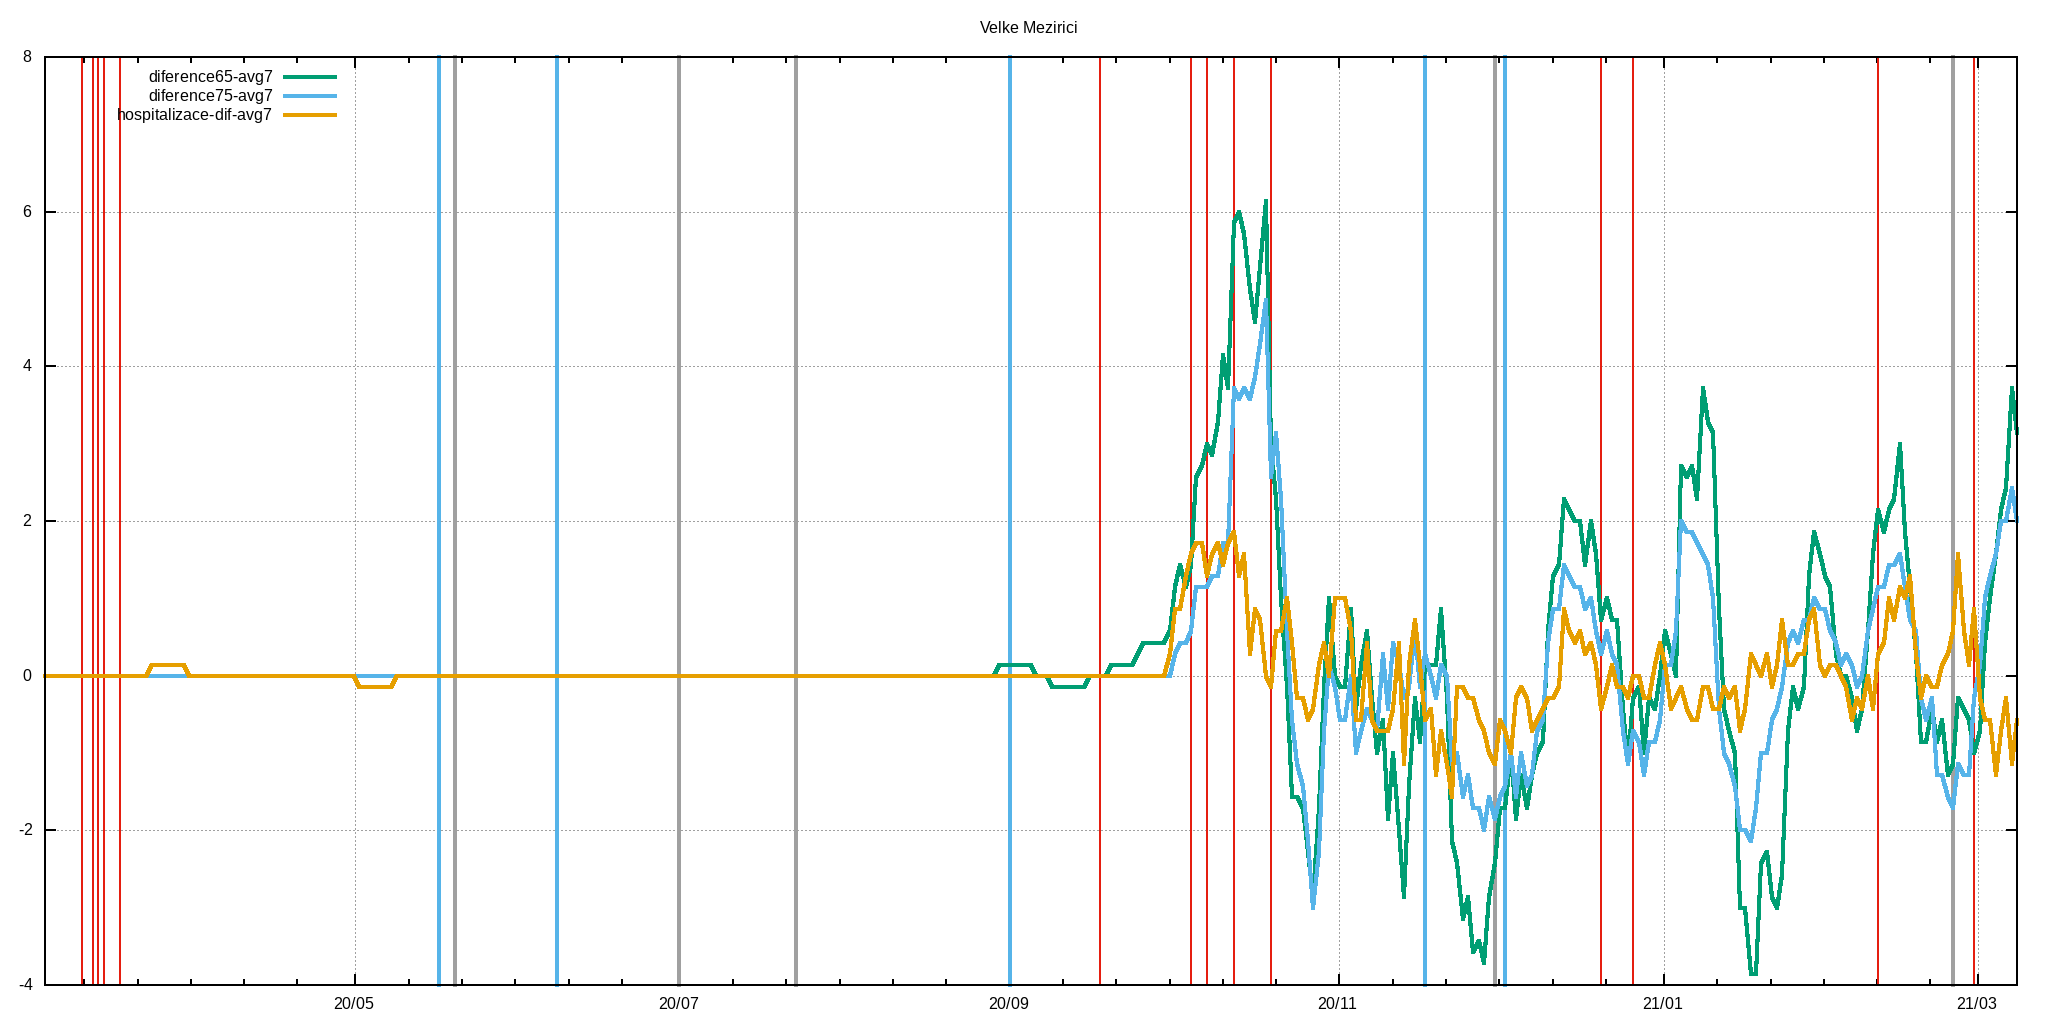 Velke Mezirici
8
diference65-avg7
diference75-avg7
hospitalizace-dif-avg7
6
4
2
0
-2
-4
20/05 20/07 20/09 20/11 21/01 21/03